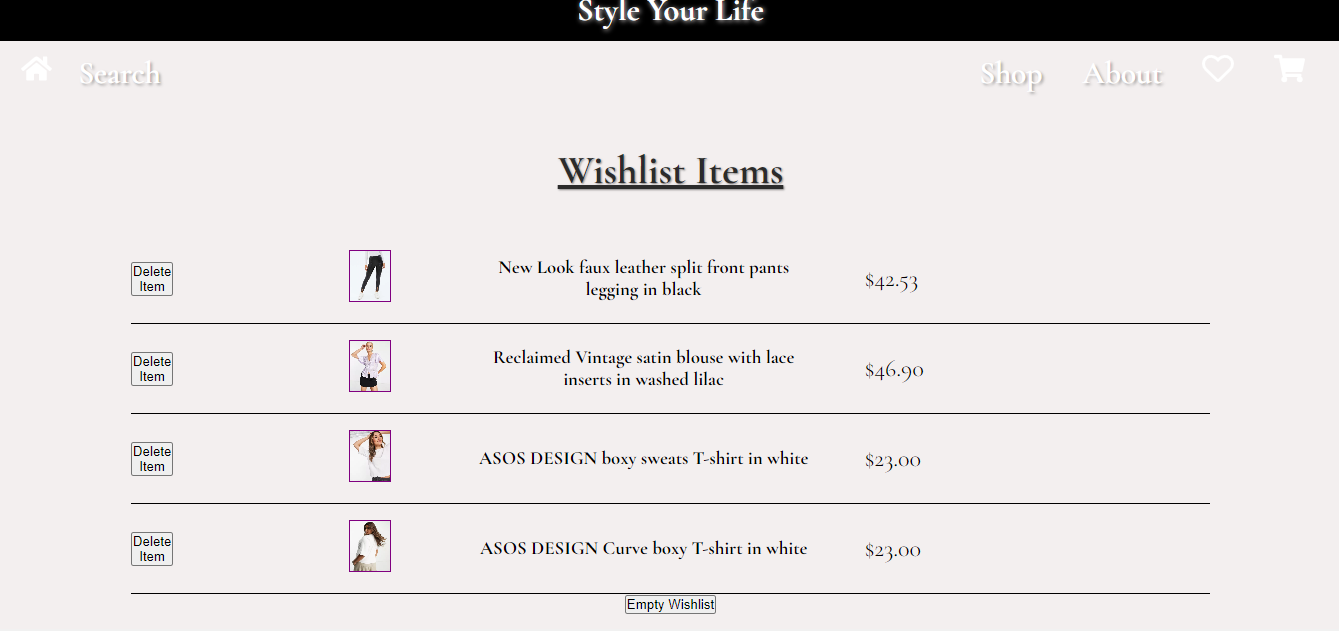 Style Your Life
Search
Shop
About
Wishlist Items
Delete
Item
New Look faux leather split front pants
legging in black
$42.53
Delete
Item
Reclaimed Vintage satin blouse with lace
inserts in washed lilac
$46.90
Delete
Item
ASOS DESIGN boxy sweats T-shirt in white
$23.00
Delete
Item
ASOS DESIGN Curve boxy T-shirt in white
$23.00
Empty Wishlist